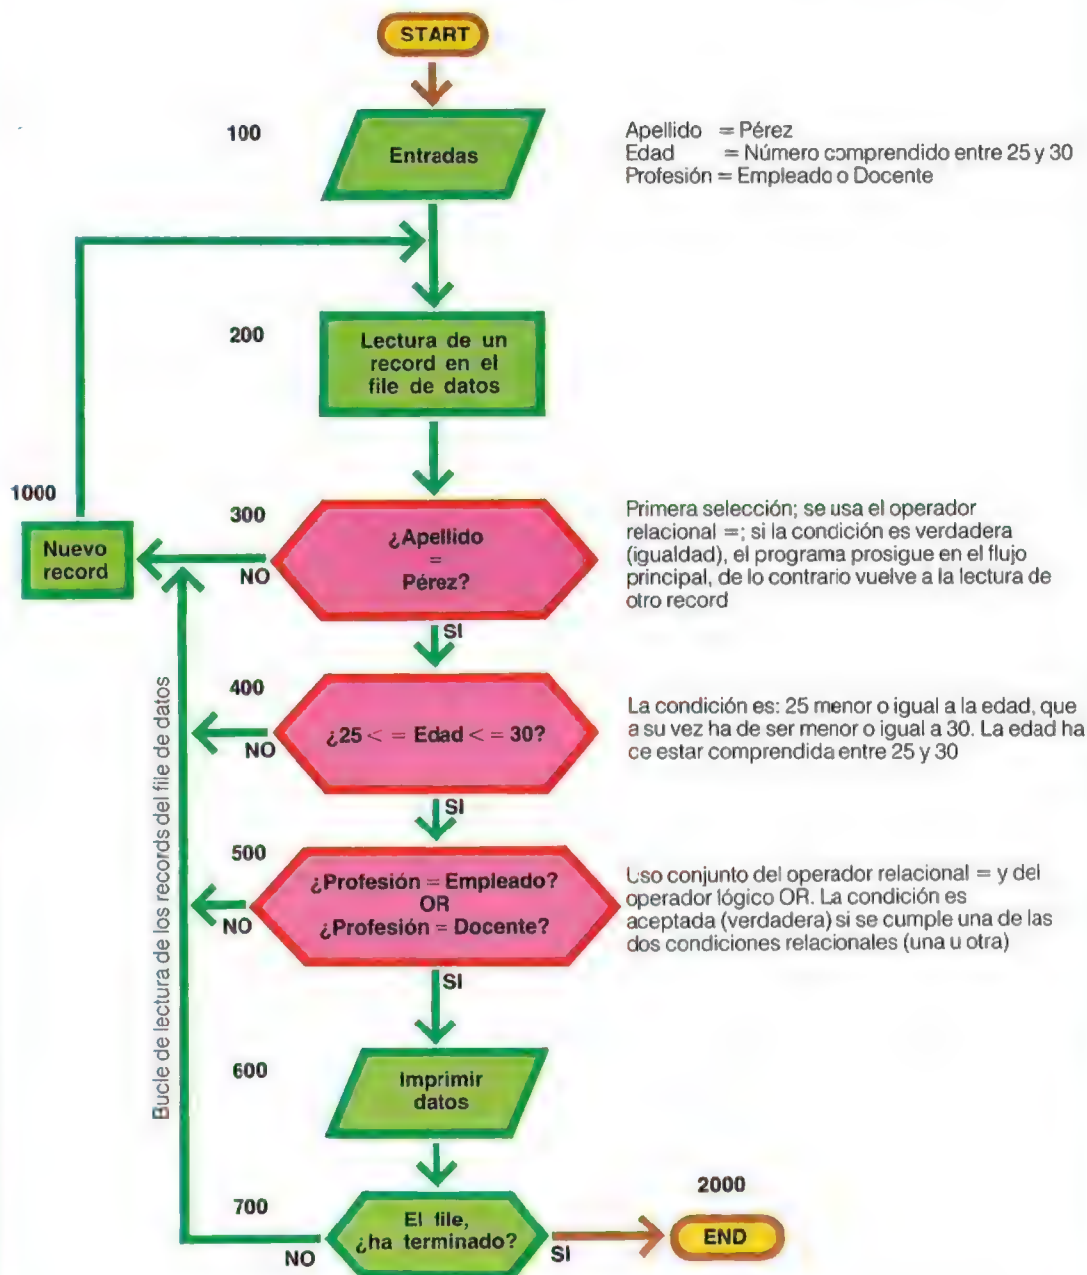 START
100
Entradas
Apellido = Pérez
Edad = Número comprendido entre 25 y 30
Profesión = Empleado o Docente
200
Lectura de un
record en el
file de datos
1000
Nuevo
record
300
¿Apellido
=
Pérez?
NO
SI
Primera selección; se usa el operador
relacional =; si la condición es verdadera
(igualdad), el programa prosigue en el flujo
principal, de lo contrario vuelve a la lectura de
otro record
400
¿25 < = Edad < = 30?
NO
SI
La condición es: 25 menor o igual a la edad, que
a su vez ha de ser menor o igual a 30. La edad ha
ce estar comprendida entre 25 y 30
500
¿Profesión = Empleado?
OR
¿Profesión = Docente?
NO
SI
Uso conjunto del operador relacional = y del
operador lógico OR. La condición es
aceptada (verdadera) si se cumple una de las
dos condiciones relacionales (una u otra)
Bucle de lectura de los records del file de datos
600
Imprimir
datos
700
El file,
¿ha terminado?
NO
SI
2000
END